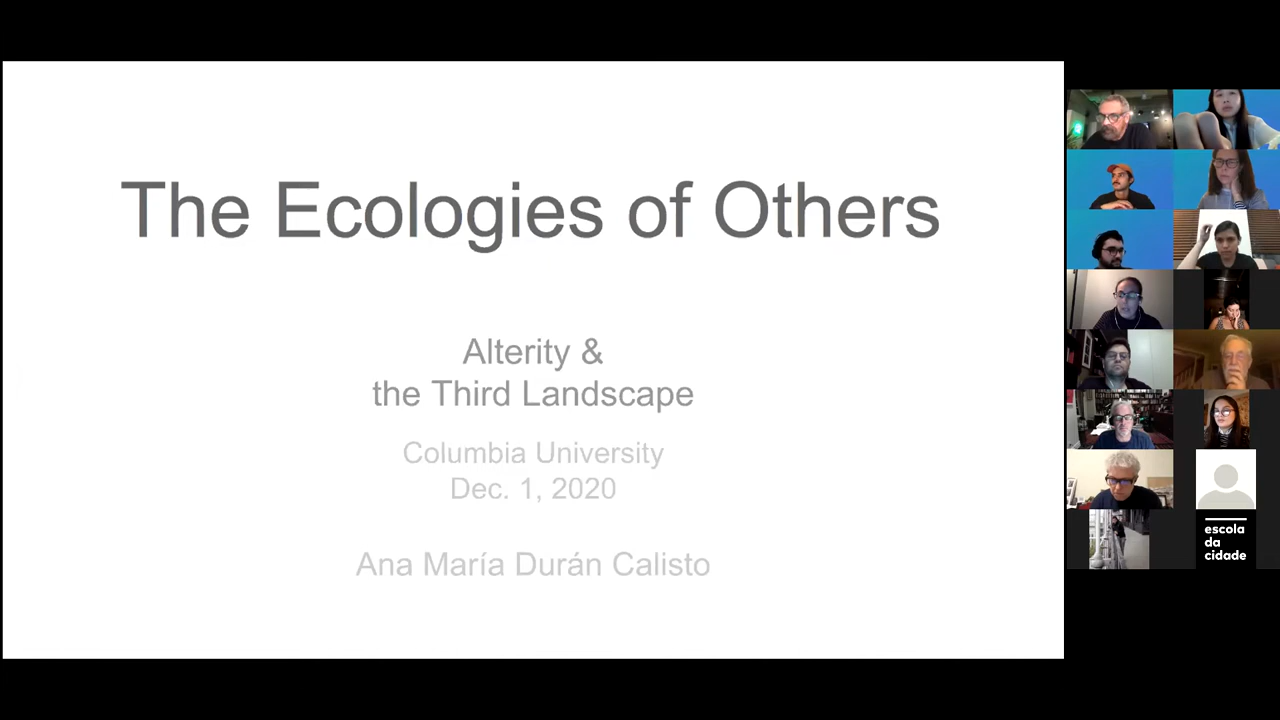 The Ecologies of Others
Alterity &
the Third Landscape
Columbia University
Dec. 1, 2020
Ana María Durán Calisto
escola
da
cidade